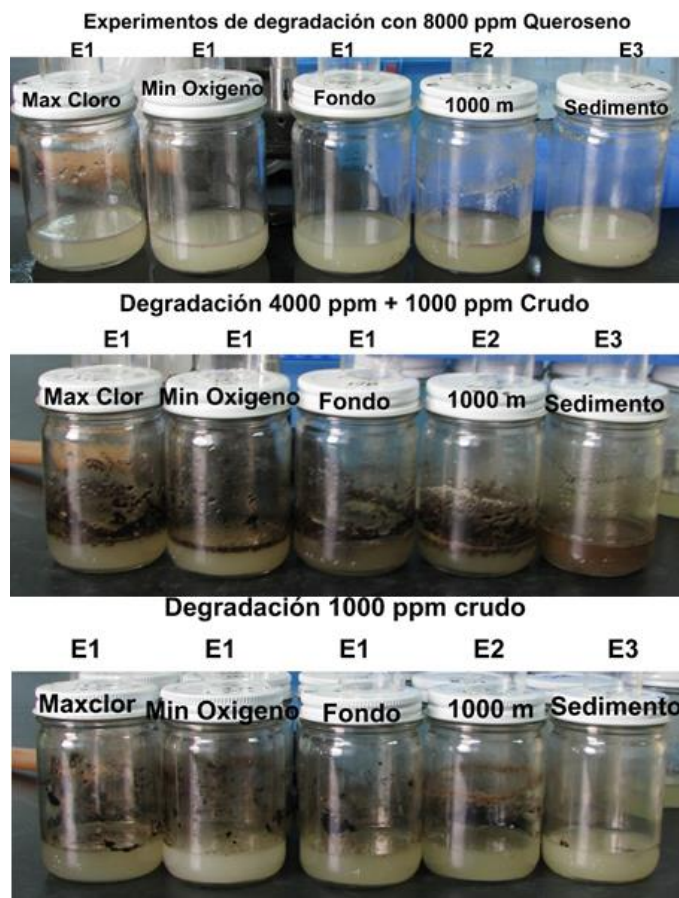 Experimentos de degradación con 8000 ppm Queroseno
E1 E1 E1 E2 E3
Max Cloro Min Oxigeno Fondo 1000 m Sedimento
Degradación 4000 ppm + 1000 ppm Crudo
E1 E1 E1 E2 E3
Max Clor Min Oxigeno Fondo 1000 m Sedimento
Degradación 1000 ppm crudo
E1 E1 E1 E2 E3
Maxclor Min Oxigeno Fondo 1000 m Sedimento